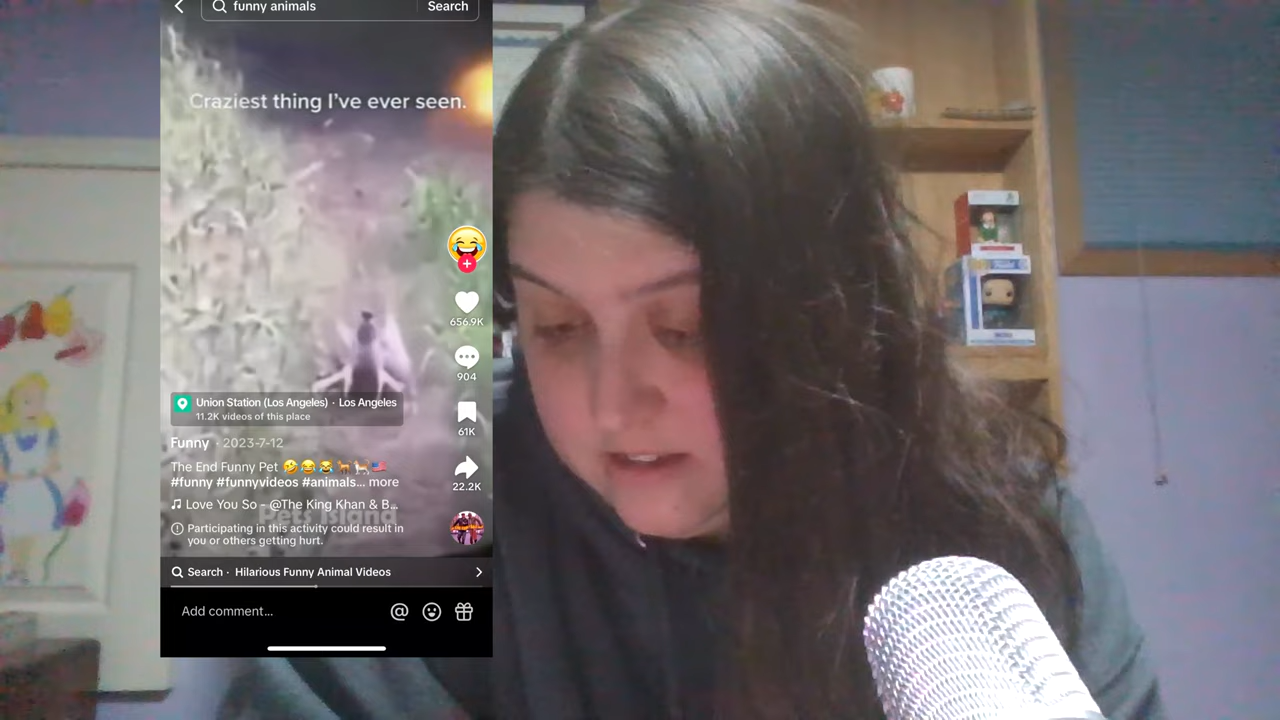 funny animals
Search
Craziest thing I've ever seen.
656.9K
904
Union Station (Los Angeles) · Los Angeles
11.2K videos of this place
61K
Funny · 2023-7-12
The End Funny Pet 🤣😂😹🐕🐈🇺🇸
#funny #funnyvideos #animals... more
22.2K
Love You So - @The King Khan & B...
Participating in this activity could result in
you or others getting hurt.
Search · Hilarious Funny Animal Videos
Add comment...